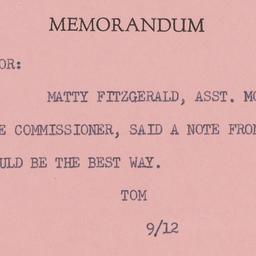 MEMORANDUM
OR:
MATTY FITZGERALD, ASST. MO
E COMMISSIONER, SAID A NOTE FROM
ULD BE THE BEST WAY.
TOM
9/12